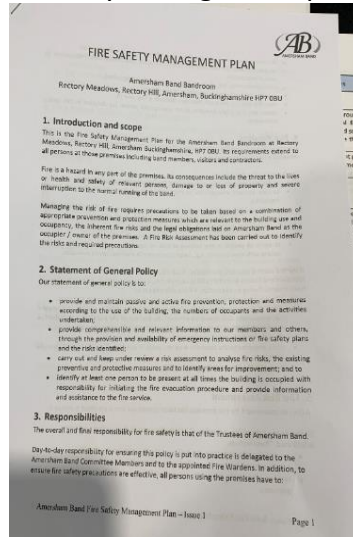 AB
AMERSHAM BAND
FIRE SAFETY MANAGEMENT PLAN
Amersham Band Bandroom
Rectory Meadows, Rectory Hill, Amersham, Buckinghamshire HP7 0BU
1. Introduction and scope
This is the Fire Safety Management Plan for the Amersham Band Bandroom at Rectory
Meadows, Rectory Hill, Amersham Buckinghamshire, HP7 0BU. Its requirements extend to
all persons at those premises including band members, visitors and contractors.
Fire is a hazard in any part of the premises. Its consequences include the threat to the lives
or health and safety of relevant persons, damage to or loss of property and severe
interruption to the normal running of the band.
Managing the risk of fire requires precautions to be taken based on a combination of
appropriate prevention and protection measures which are relevant to the building use and
occupancy, the inherent fire risks and the legal obligations laid on Amersham Band as the
occupier / owner of the premises. A Fire Risk Assessment has been carried out to identify
the risks and required precautions.
2. Statement of General Policy
Our statement of general policy is to:
• provide and maintain passive and active fire prevention, protection and measures
according to the use of the building, the numbers of occupants and the activities
undertaken;
• provide comprehensible and relevant information to our members and others,
through the provision and availability of emergency instructions or fire safety plans
and the risks identified;
• carry out and keep under review a risk assessment to analyse fire risks, the existing
preventive and protective measures and to identify areas for improvement; and to
• identify at least one person to be present at all times the building is occupied with
responsibility for initiating the fire evacuation procedure and provide information
and assistance to the fire service.
3. Responsibilities
The overall and final responsibility for fire safety is that of the Trustees of Amersham Band.
Day-to-day responsibility for ensuring this policy is put into practice is delegated to the
Amersham Band Committee Members and to the appointed Fire Wardens. In addition, to
ensure fire safety precautions are effective, all persons using the premises have to:
Amersham Band Fire Safety Management Plan – Issue 1
Page 1